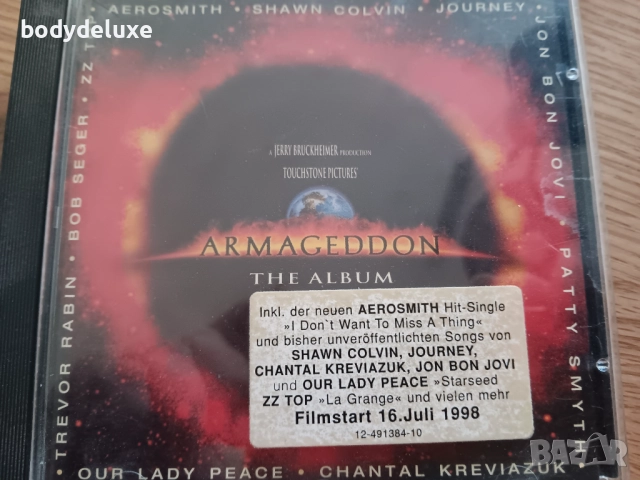 bodydeluxe
AEROSMITH • SHAWN COLVIN • JOURNEY •
JON BON JOVI
PATTY SMYTH
TREVOR RABIN • BOB SEGER • ZZ T
• OUR LADY PEACE • CHANTAL KREVIAZUK •
A JERRY BRUCKHEIMER PRODUCTION
TOUCHSTONE PICTURES
ARMAGEDDON
THE ALBUM
Inkl. der neuen AEROSMITH Hit-Single
»I Don`t Want To Miss A Thing«
und bisher unveröffentlichten Songs von
SHAWN COLVIN, JOURNEY,
CHANTAL KREVIAZUK, JON BON JOVI
und OUR LADY PEACE »Starseed
ZZ TOP »La Grange« und vielen mehr
Filmstart 16.Juli 1998
12-491384-10
BAZAR